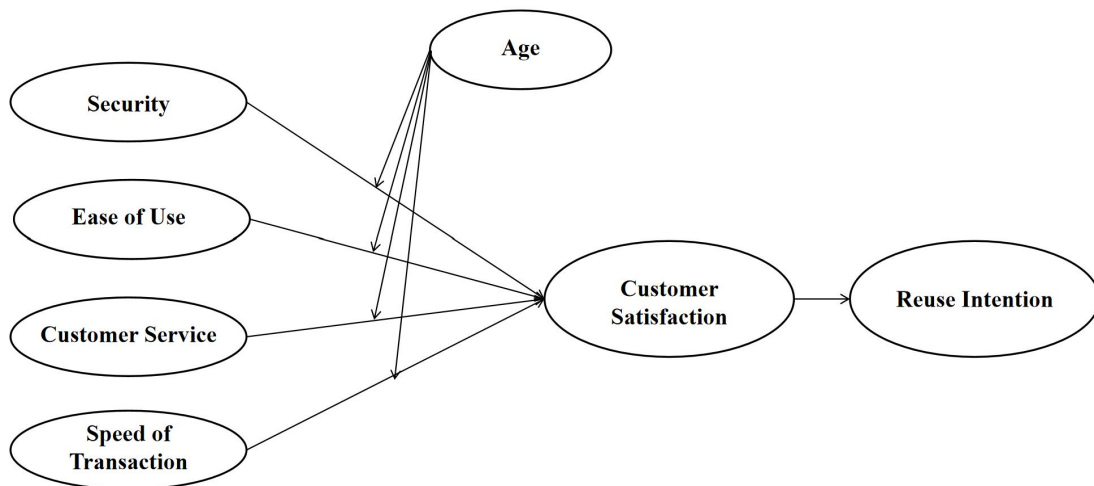 Age
Security
Ease of Use
Customer Service
Speed of
Transaction
Customer
Satisfaction
Reuse Intention